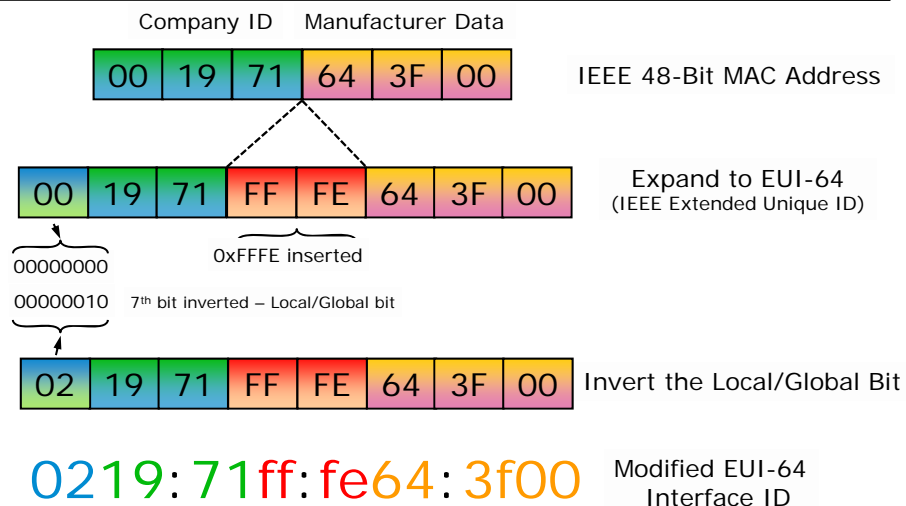 Company ID Manufacturer Data
00 19 71 64 3F 00 IEEE 48-Bit MAC Address
00 19 71 FF FE 64 3F 00 Expand to EUI-64
(IEEE Extended Unique ID)
0xFFFE inserted
00000000
00000010 7th bit inverted – Local/Global bit
02 19 71 FF FE 64 3F 00 Invert the Local/Global Bit
0219:71ff:fe64:3f00 Modified EUI-64
Interface ID